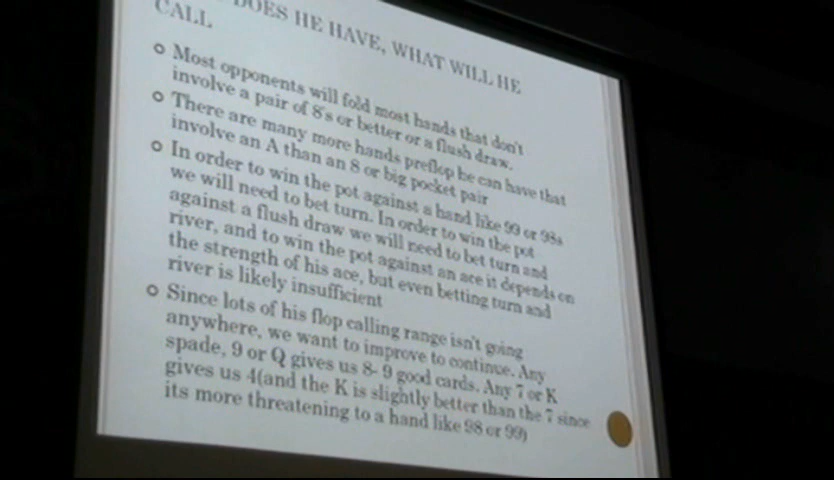 DOES HE HAVE, WHAT WILL HE
CALL
Most opponents will fold most hands that don't
involve a pair of 8's or better or a flush draw.
There are many more hands preflop he can have that
involve an A than an 8 or big pocket pair
In order to win the pot against a hand like 99 or 98s
we will need to bet turn. In order to win the pot
against a flush draw we will need to bet turn and
river, and to win the pot against an ace it depends on
the strength of his ace, but even betting turn and
river is likely insufficient
Since lots of his flop calling range isn't going
anywhere, we want to improve to continue. Any
spade, 9 or Q gives us 8-9 good cards. Any 7 or K
gives us 4(and the K is slightly better than the 7 since
its more threatening to a hand like 98 or 99)